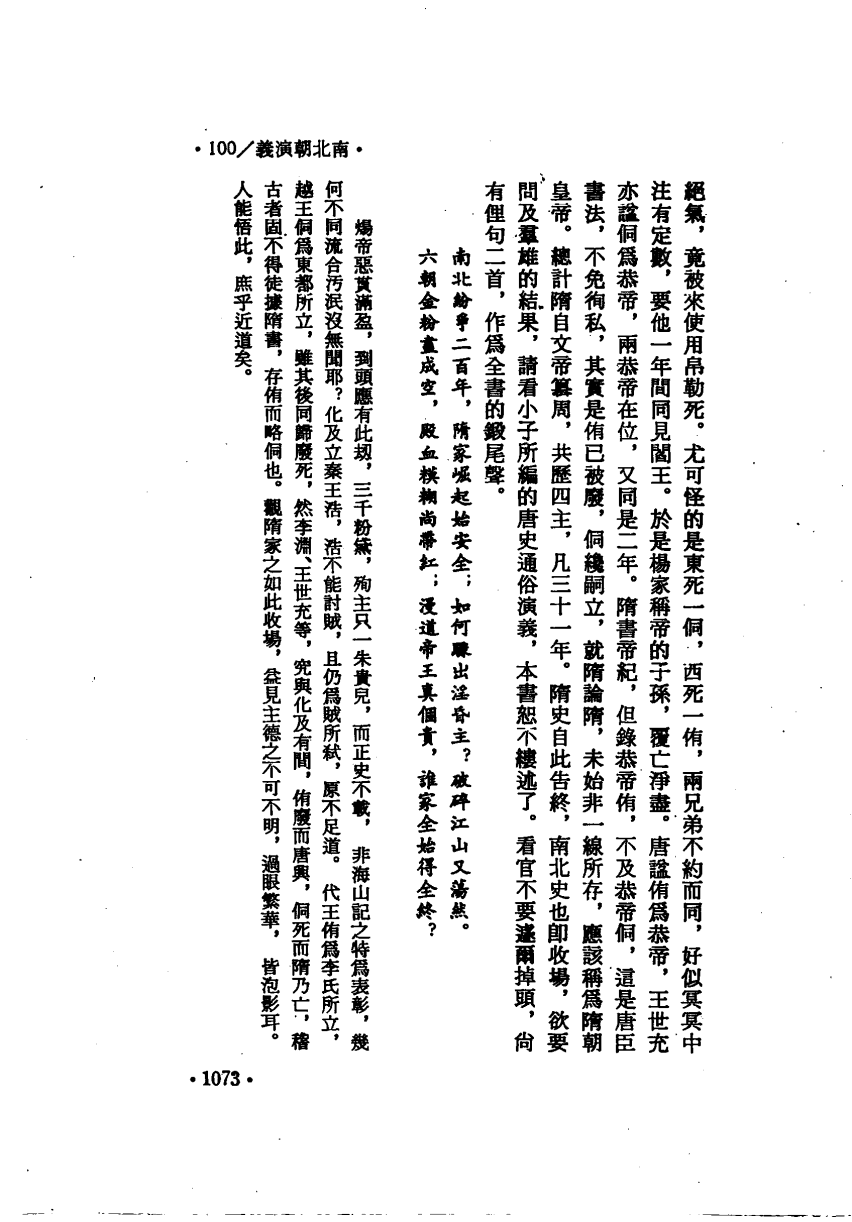 •100／義演朝北南•
絕氣，竟被來使用帛勒死。尤可怪的是東死一侗，西死一侑，兩兄弟不約而同，好似冥冥中
注有定數，要他一年間同見閻王。於是楊家稱帝的子孫，覆亡淨盡。唐諡侑爲恭帝，王世充
亦諡侗爲恭帝，兩恭帝在位，又同是二年。隋書帝紀，但錄恭帝侑，不及恭帝侗，這是唐臣
書法，不免徇私，其實是侑已被廢，侗纔嗣立，就隋論隋，未始非一線所存，應該稱爲隋朝
皇帝。總計隋自文帝篡周，共歷四主，凡三十一年。隋史自此告終，南北史也卽收場，欲要
問及羣雄的結果，請看小子所編的唐史通俗演義，本書恕不縷述了。看官不要遽爾掉頭，尙
有俚句二首，作爲全書的鍛尾聲。
南北紛爭二百年，隋家崛起始安全；如何騾出淫昏主？破碎江山又蕩然。
六朝金粉盡成空，殿血模糊尚帶紅；漫道帝王真個貴，誰家全始得全終？
煬帝惡貫滿盈，到頭應有此刼，三千粉黛，殉主只一朱貴兒，而正史不載，非海山記之特爲表彰，幾
何不同流合汚泯沒無聞耶？化及立秦王浩，浩不能討賊，且仍爲賊所弒，原不足道。代王侑爲李氏所立，
越王侗爲東都所立，雖其後同歸廢死，然李淵、王世充等，究與化及有間，侑廢而唐興，侗死而隋乃亡，稽
古者固不得徒據隋書，存侑而略侗也。觀隋家之如此收場，益見主德之不可不明，過眼繁華，皆泡影耳。
人能悟此，庶乎近道矣。
•1073•